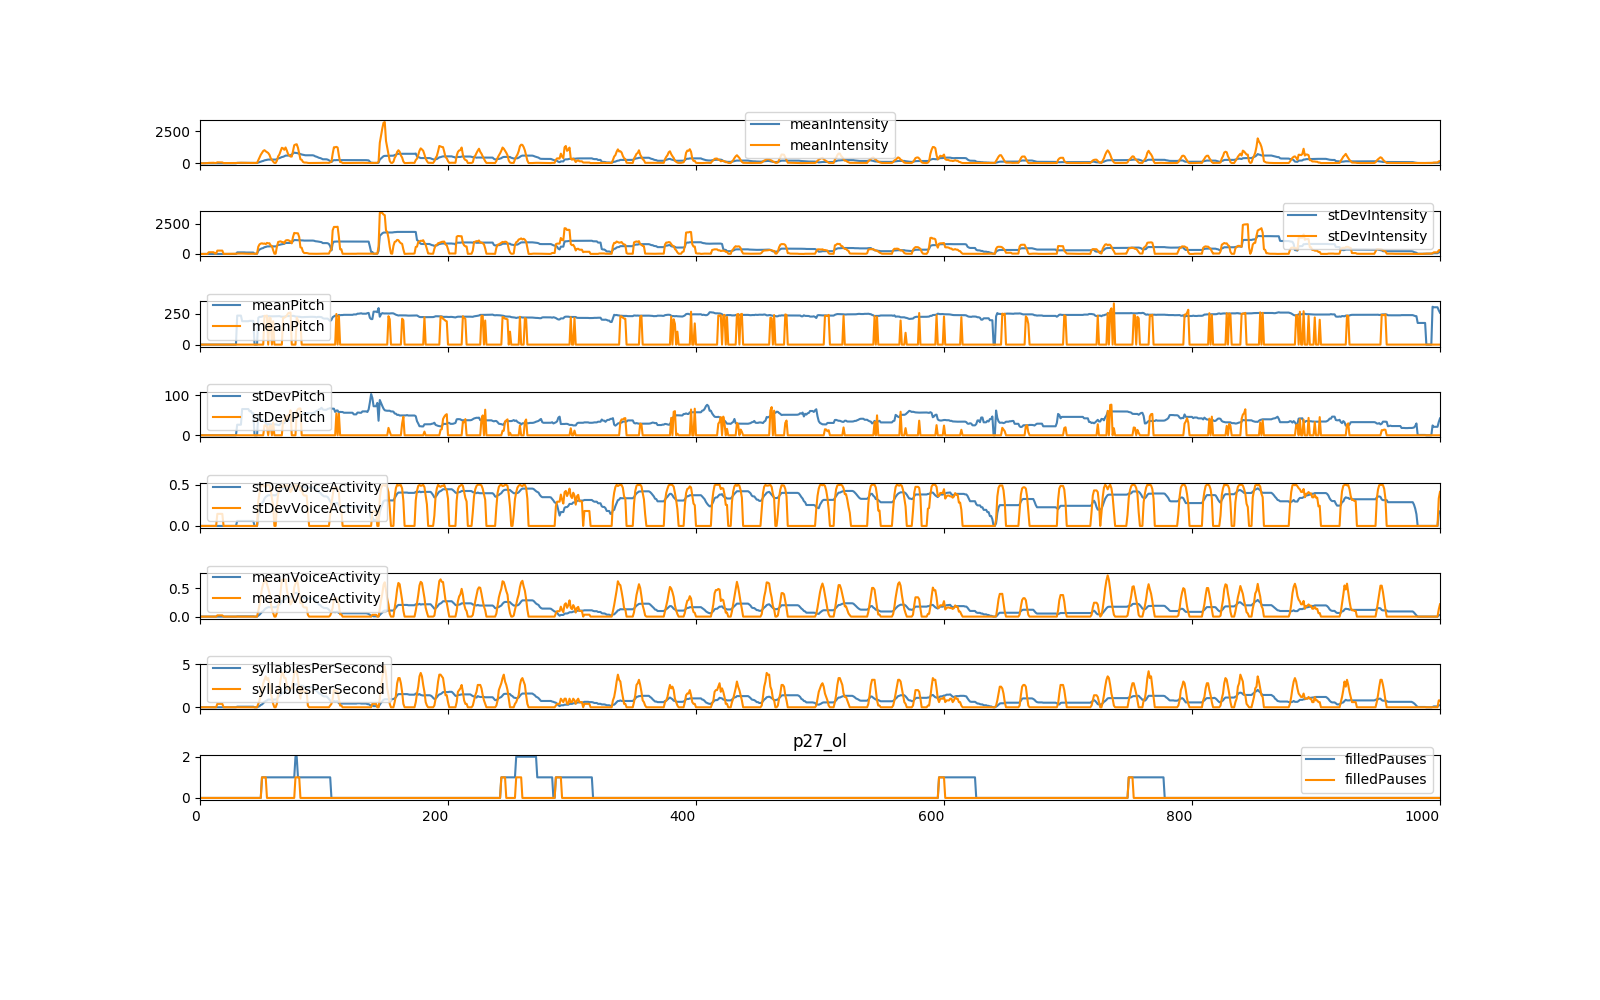 2500
0
meanIntensity
meanIntensity
2500
0
stDevIntensity
stDevIntensity
250
0
meanPitch
meanPitch
100
0
stDevPitch
stDevPitch
0.5
0.0
stDevVoiceActivity
stDevVoiceActivity
0.5
0.0
meanVoiceActivity
meanVoiceActivity
5
0
syllablesPerSecond
syllablesPerSecond
p27_ol
2
0
filledPauses
filledPauses
0 200 400 600 800 1000